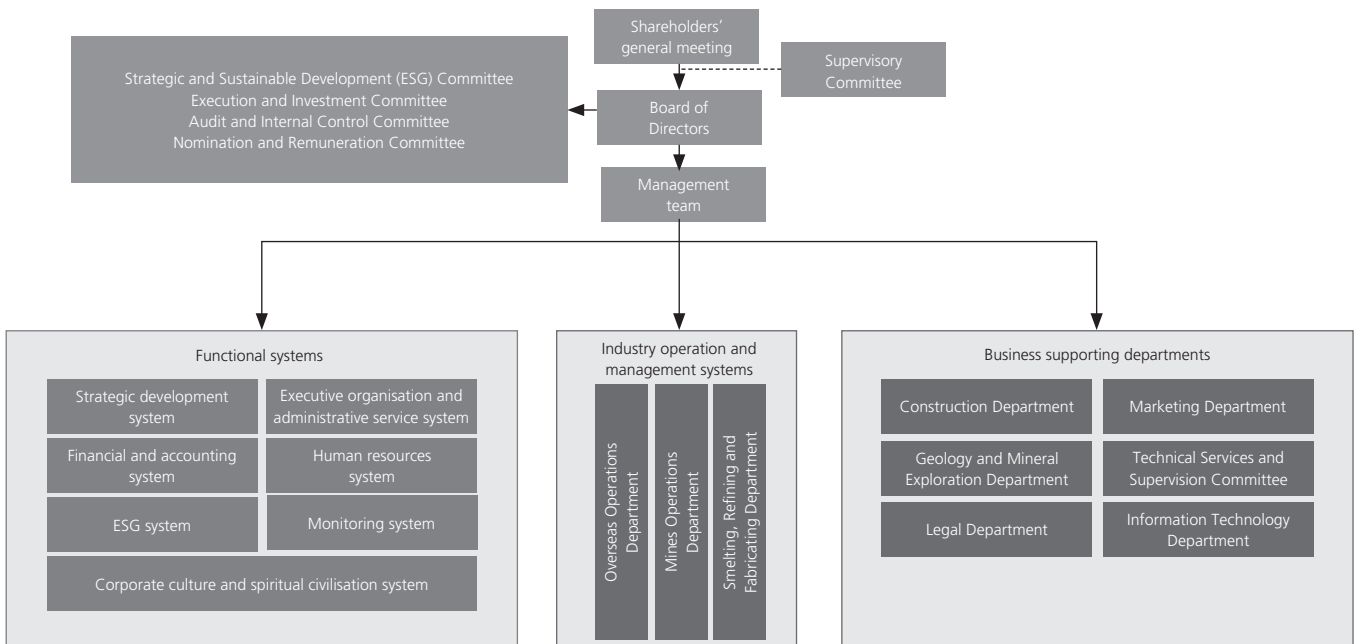 Shareholders'
general meeting
Strategic and Sustainable Development (ESG) Committee
Execution and Investment Committee
Audit and Internal Control Committee
Nomination and Remuneration Committee
Supervisory
Committee
Board of
Directors
Management
team
Functional systems
Strategic development
system
Executive organisation and
administrative service system
Financial and accounting
system
Human resources
system
ESG system
Monitoring system
Corporate culture and spiritual civilisation system
Industry operation and
management systems
Overseas Operations
Department
Mines Operations
Department
Smelting, Refining and
Fabricating Department
Business supporting departments
Construction Department
Marketing Department
Geology and Mineral
Exploration Department
Technical Services and
Supervision Committee
Legal Department
Information Technology
Department